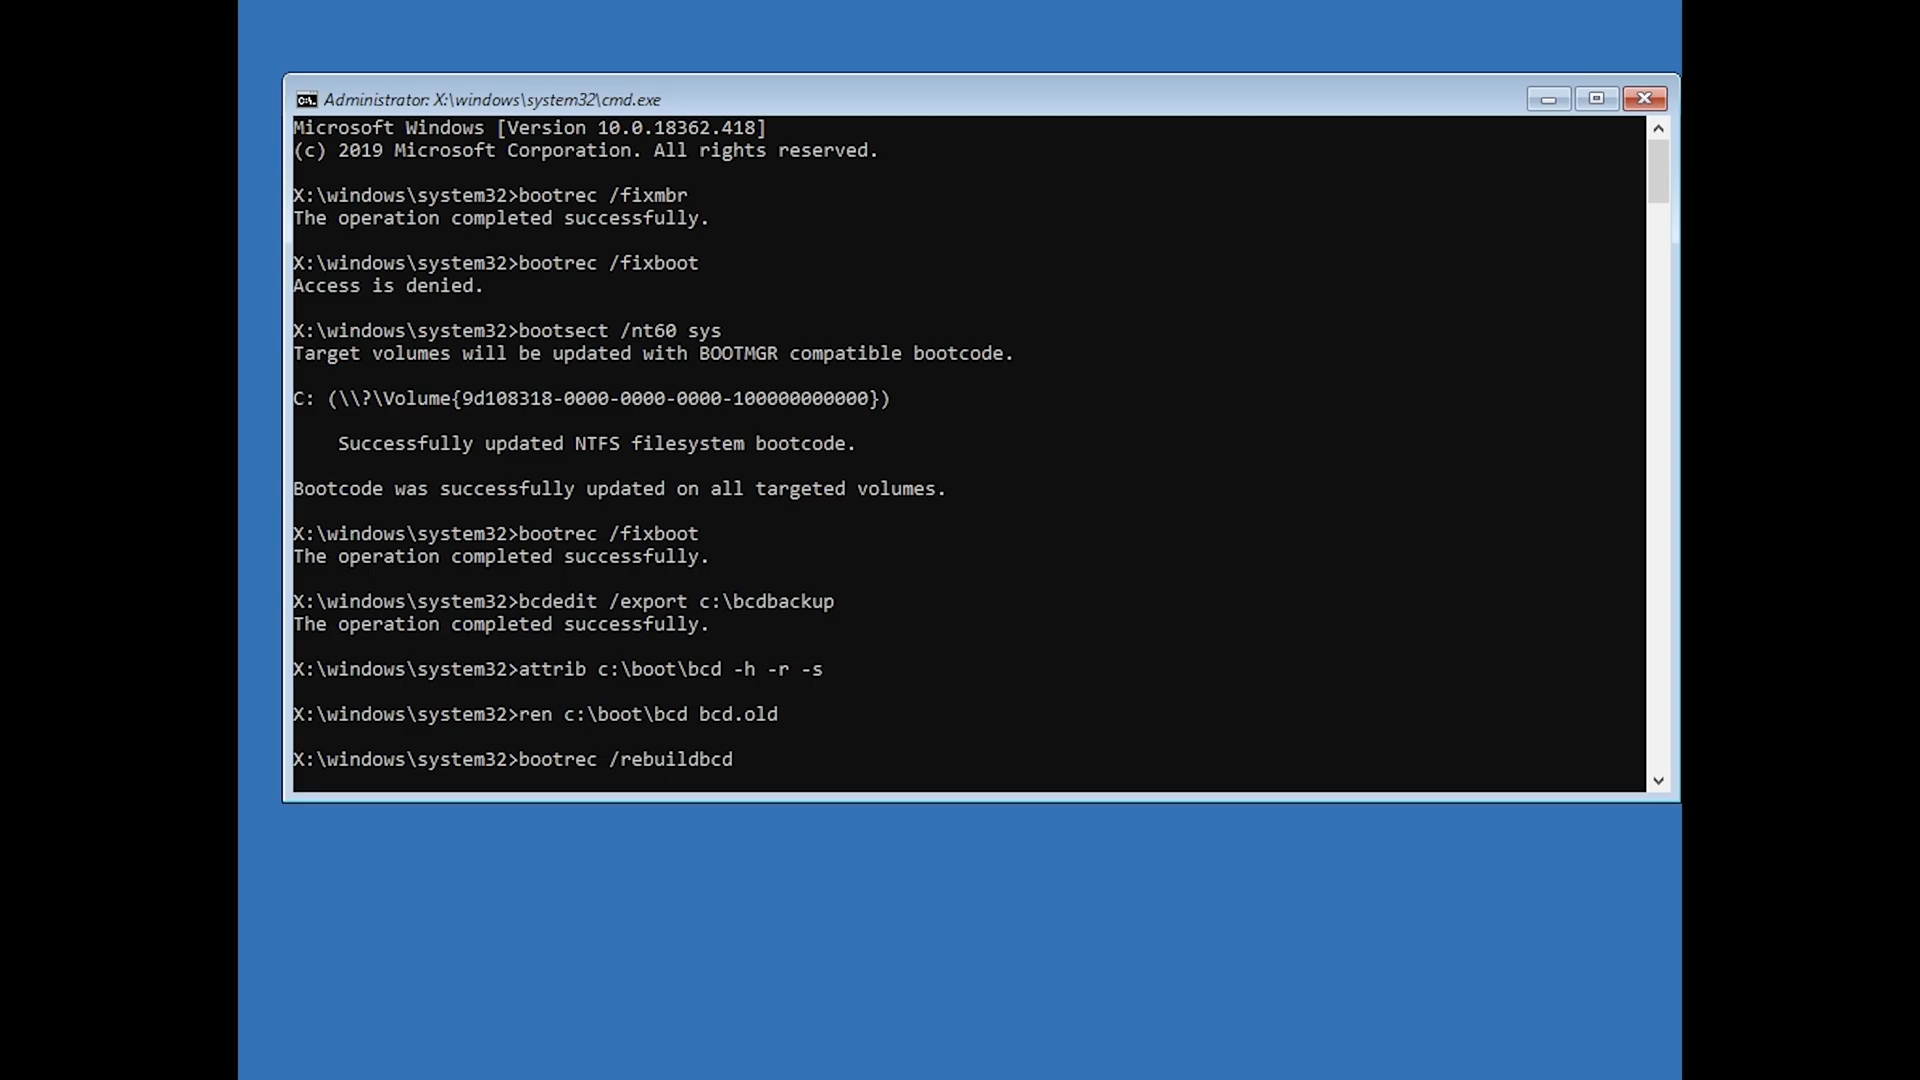 Administrator: X:\windows\system32\cmd.exe
Microsoft Windows [Version 10.0.18362.418]
(c) 2019 Microsoft Corporation. All rights reserved.
X:\windows\system32>bootrec /fixmbr
The operation completed successfully.
X:\windows\system32>bootrec /fixboot
Access is denied.
X:\windows\system32>bootsect /nt60 sys
Target volumes will be updated with BOOTMGR compatible bootcode.
C: (\\?\Volume{9d108318-0000-0000-0000-100000000000})
Successfully updated NTFS filesystem bootcode.
Bootcode was successfully updated on all targeted volumes.
X:\windows\system32>bootrec /fixboot
The operation completed successfully.
X:\windows\system32>bcdedit /export c:\bcdbackup
The operation completed successfully.
X:\windows\system32>attrib c:\boot\bcd -h -r -s
X:\windows\system32>ren c:\boot\bcd bcd.old
X:\windows\system32>bootrec /rebuildbcd